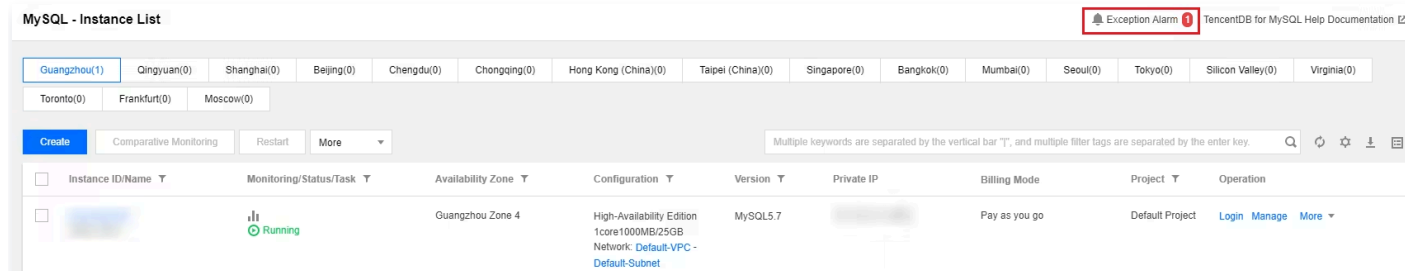 MySQL - Instance List
Exception Alarm 1 TencentDB for MySQL Help Documentation
Guangzhou(1) Qingyuan(0) Shanghai(0) Beijing(0) Chengdu(0) Chongqing(0) Hong Kong (China)(0) Taipei (China)(0) Singapore(0) Bangkok(0) Mumbai(0) Seoul(0) Tokyo(0) Silicon Valley(0) Virginia(0)
Toronto(0) Frankfurt(0) Moscow(0)
Create Comparative Monitoring Restart More Multiple keywords are separated by the vertical bar "|", and multiple filter tags are separated by the enter key.
Instance ID/Name Monitoring/Status/Task Availability Zone Configuration Version Private IP Billing Mode Project Operation
Guangzhou Zone 4 High-Availability Edition MySQL5.7 Pay as you go Default Project Login Manage More
Running 1core1000MB/25GB
Network: Default-VPC -
Default-Subnet